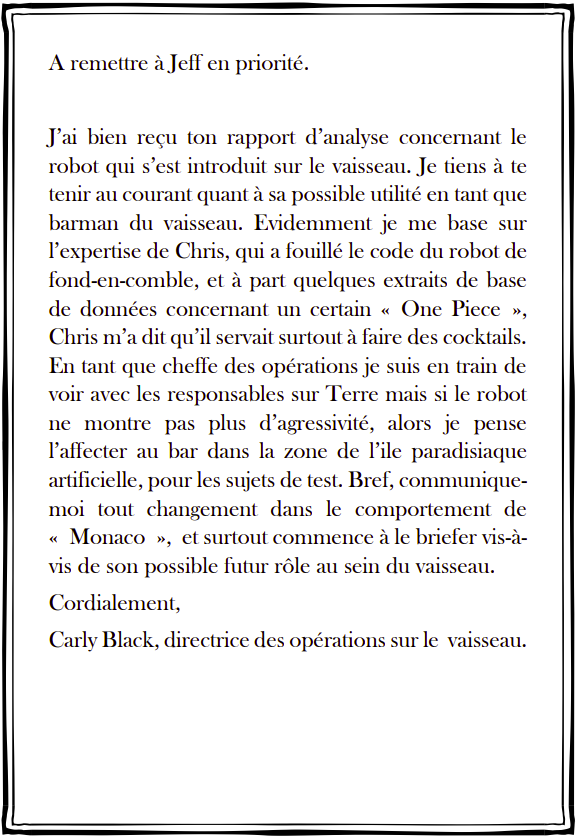 A remettre à Jeff en priorité.
J’ai bien reçu ton rapport d’analyse concernant le
robot qui s’est introduit sur le vaisseau. Je tiens à te
tenir au courant quant à sa possible utilité en tant que
barman du vaisseau. Evidemment je me base sur
l’expertise de Chris, qui a fouillé le code du robot de
fond-en-comble, et à part quelques extraits de base
de données concernant un certain « One Piece »,
Chris m’a dit qu’il servait surtout à faire des cocktails.
En tant que cheffe des opérations je suis en train de
voir avec les responsables sur Terre mais si le robot
ne montre pas plus d’agressivité, alors je pense
l’affecter au bar dans la zone de l’ile paradisiaque
artificielle, pour les sujets de test. Bref, communique-
moi tout changement dans le comportement de
« Monaco », et surtout commence à le briefer vis-à-
vis de son possible futur rôle au sein du vaisseau.
Cordialement,
Carly Black, directrice des opérations sur le vaisseau.